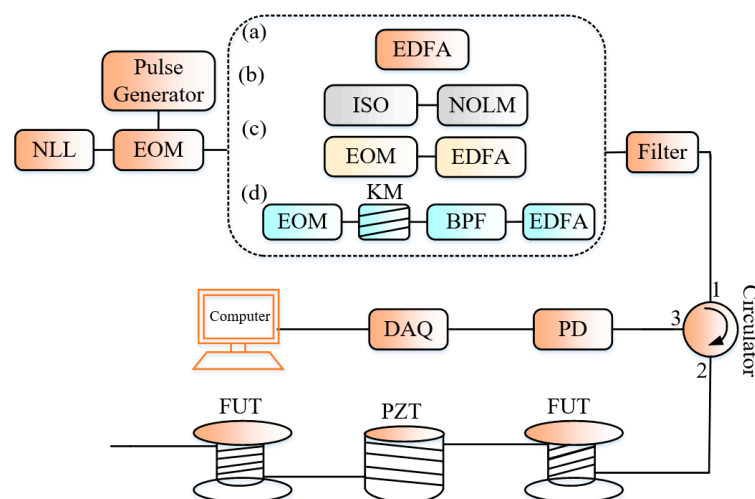 (a)
EDFA
Pulse
Generator
(b)
ISO
NOLM
(c)
NLL
EOM
EOM
EDFA
Filter
(d)
KM
EOM
BPF
EDFA
1
Computer
DAQ
PD
3
2
Circulator
FUT
PZT
FUT